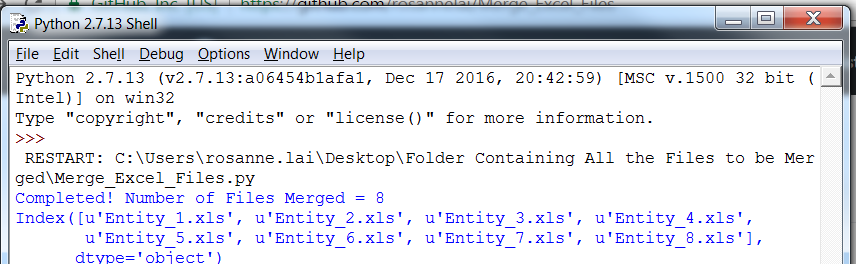 GitHub, Inc. [US] https://github.com/rosannelai/Merge_Excel_Files
Python 2.7.13 Shell
File Edit Shell Debug Options Window Help
Python 2.7.13 (v2.7.13:a06454b1afa1, Dec 17 2016, 20:42:59) [MSC v.1500 32 bit (
Intel)] on win32
Type "copyright", "credits" or "license()" for more information.
>>>
RESTART: C:\Users\rosanne.lai\Desktop\Folder Containing All the Files to be Mer
ged\Merge_Excel_Files.py
Completed! Number of Files Merged = 8
Index([u'Entity_1.xls', u'Entity_2.xls', u'Entity_3.xls', u'Entity_4.xls',
u'Entity_5.xls', u'Entity_6.xls', u'Entity_7.xls', u'Entity_8.xls'],
dtype='object')